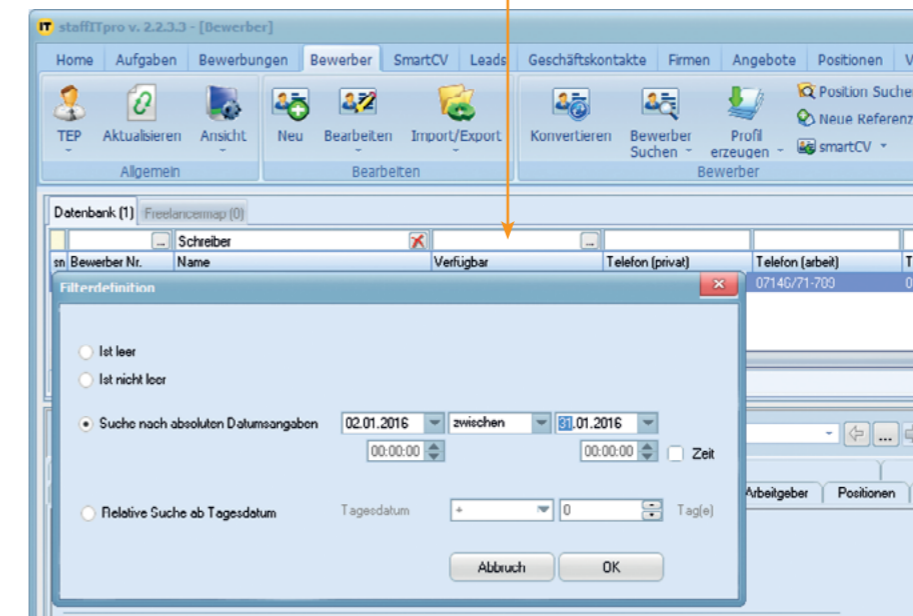 IT staffITpro v. 2.2.3.3 - [Bewerber]
Home Aufgaben Bewerbungen Bewerber SmartCV Leads Geschäftskontakte Firmen Angebote Positionen
TEP Aktualisieren Ansicht Neu Bearbeiten Import/Export Konvertieren Bewerber Suchen Profil erzeugen Position Suchen
Neue Referenz
smartCV
Allgemein Bearbeiten Bewerber
Datenbank (1) Freelancermap (0)
... Schreiber ...
sn Bewerber Nr. Name Verfügbar Telefon (privat) Telefon (arbeit) T
Filterdefinition 07146/71-709 0
Ist leer
Ist nicht leer
Suche nach absoluten Datumsangaben 02.01.2016 zwischen 31.01.2016
...
00:00:00 00:00:00 Zeit
Arbeitgeber Positionen
Relative Suche ab Tagesdatum Tagesdatum + 0 Tag(e)
Abbruch OK